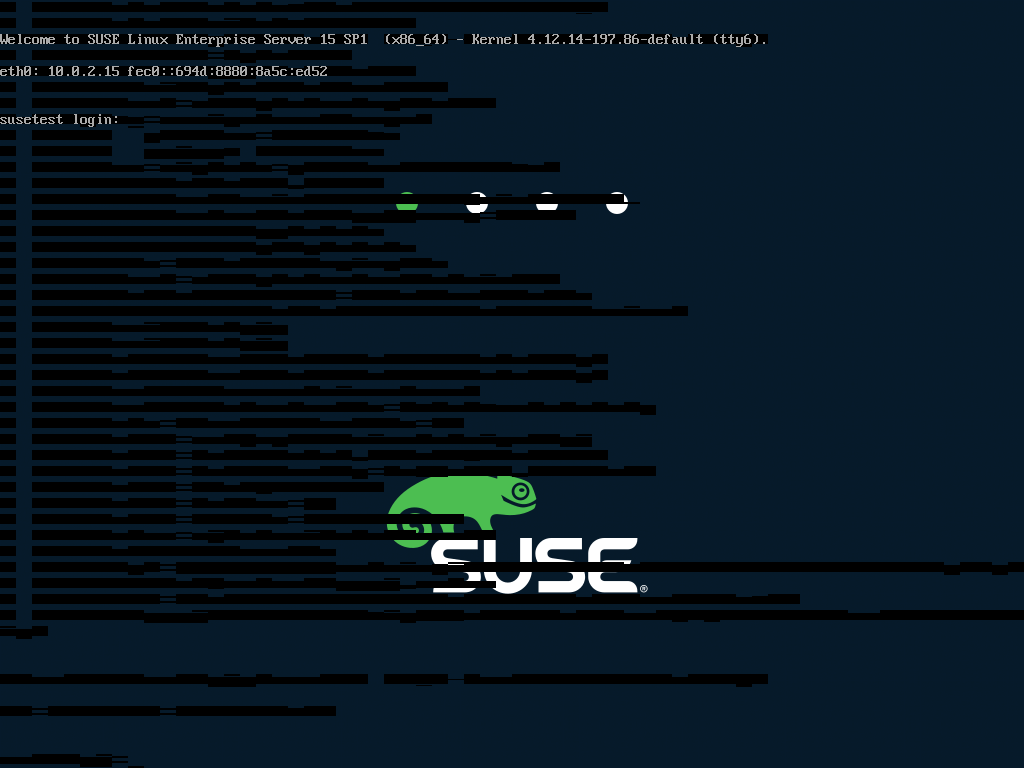 Welcome to SUSE Linux Enterprise Server 15 SP1  (x86_64) - Kernel 4.12.14-197.86-default (tty6).
eth0: 10.0.2.15 fec0::694d:8880:8a5c:ed52
susetest login:
SUSE®